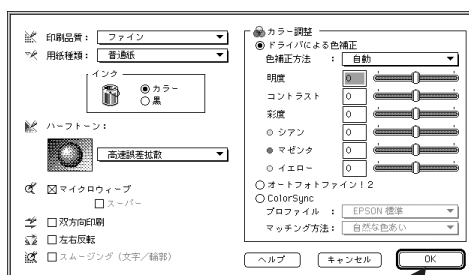 印刷品質： ファイン
用紙種類： 普通紙
インク
カラー
黒
ハーフトーン：
高速誤差拡散
マイクロウィーブ
スーパー
双方向印刷
左右反転
スムージング（文字／輪郭）
カラー調整
ドライバによる色補正
色補正方法 ： 自動
明度 0
コントラスト 0
彩度 0
シアン 0
マゼンタ 0
イエロー 0
オートフォトファイン！2
ColorSync
プロファイル ： EPSON 標準
マッチング方法： 自然な色あい
ヘルプ キャンセル OK